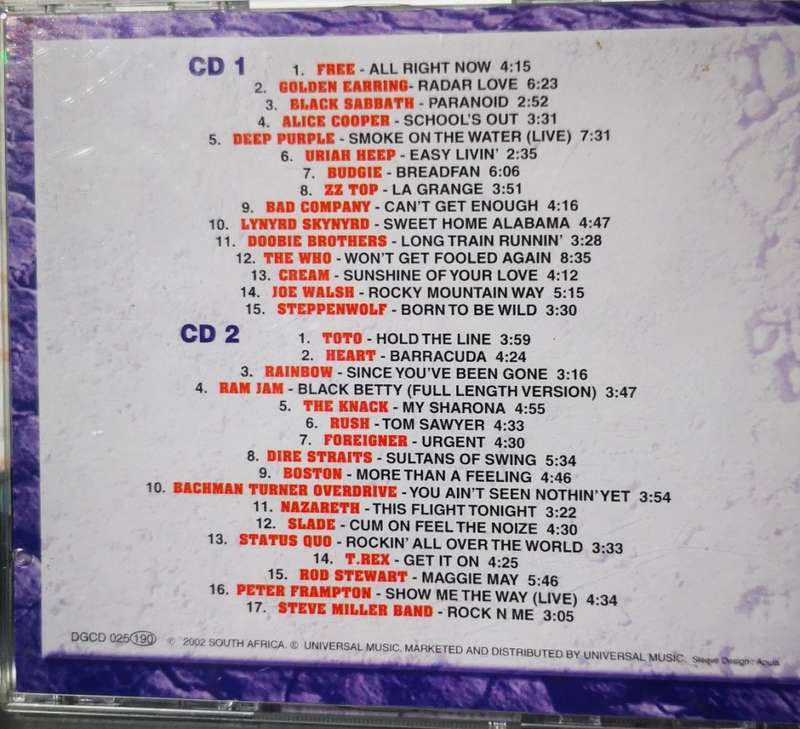 CD 1
1. FREE - ALL RIGHT NOW 4:15
2. GOLDEN EARRING- RADAR LOVE 6:23
3. BLACK SABBATH - PARANOID 2:52
4. ALICE COOPER - SCHOOL'S OUT 3:31
5. DEEP PURPLE - SMOKE ON THE WATER (LIVE) 7:31
6. URIAH HEEP - EASY LIVIN' 2:35
7. BUDGIE - BREADFAN 6:06
8. ZZ TOP - LA GRANGE 3:51
9. BAD COMPANY - CAN'T GET ENOUGH 4:16
10. LYNYRD SKYNYRD - SWEET HOME ALABAMA 4:47
11. DOOBIE BROTHERS - LONG TRAIN RUNNIN' 3:28
12. THE WHO - WON'T GET FOOLED AGAIN 8:35
13. CREAM - SUNSHINE OF YOUR LOVE 4:12
14. JOE WALSH - ROCKY MOUNTAIN WAY 5:15
15. STEPPENWOLF - BORN TO BE WILD 3:30
CD 2
1. TOTO - HOLD THE LINE 3:59
2. HEART - BARRACUDA 4:24
3. RAINBOW - SINCE YOU'VE BEEN GONE 3:16
4. RAM JAM - BLACK BETTY (FULL LENGTH VERSION) 3:47
5. THE KNACK - MY SHARONA 4:55
6. RUSH - TOM SAWYER 4:33
7. FOREIGNER - URGENT 4:30
8. DIRE STRAITS - SULTANS OF SWING 5:34
9. BOSTON - MORE THAN A FEELING 4:46
10. BACHMAN TURNER OVERDRIVE - YOU AIN'T SEEN NOTHIN' YET 3:54
11. NAZARETH - THIS FLIGHT TONIGHT 3:22
12. SLADE - CUM ON FEEL THE NOIZE 4:30
13. STATUS QUO - ROCKIN' ALL OVER THE WORLD 3:33
14. T.REX - GET IT ON 4:25
15. ROD STEWART - MAGGIE MAY 5:46
16. PETER FRAMPTON - SHOW ME THE WAY (LIVE) 4:34
17. STEVE MILLER BAND - ROCK N ME 3:05
DGCD 025 190 ℗ 2002 SOUTH AFRICA. © UNIVERSAL MUSIC. MARKETED AND DISTRIBUTED BY UNIVERSAL MUSIC. Design :